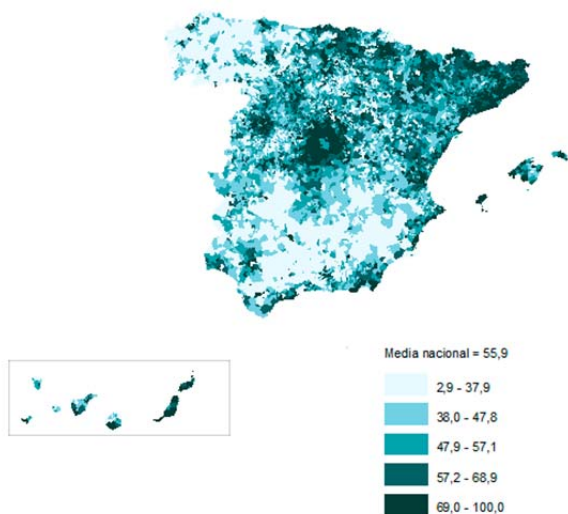 Media nacional = 55,9
2,9 - 37,9
38,0 - 47,8
47,9 - 57,1
57,2 - 68,9
69,0 - 100,0